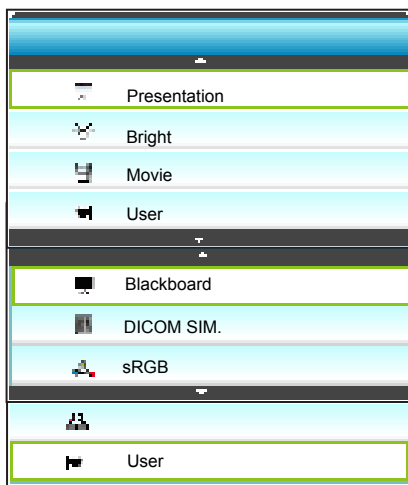 Presentation
Bright
Movie
User
Blackboard
DICOM SIM.
sRGB
User